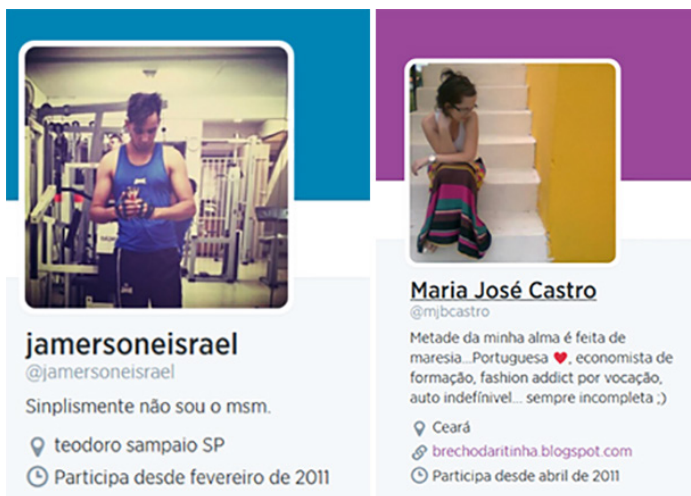 jamersoneisrael
@jamersoneisrael
Sinplismente não sou o msm.
teodoro sampaio SP
Participa desde fevereiro de 2011
Maria José Castro
@mjbcastro
Metade da minha alma é feita de
maresia...Portuguesa ❤, economista de
formação, fashion addict por vocação,
auto indefínivel... sempre incompleta ;)
Ceará
brechodaritinha.blogspot.com
Participa desde abril de 2011